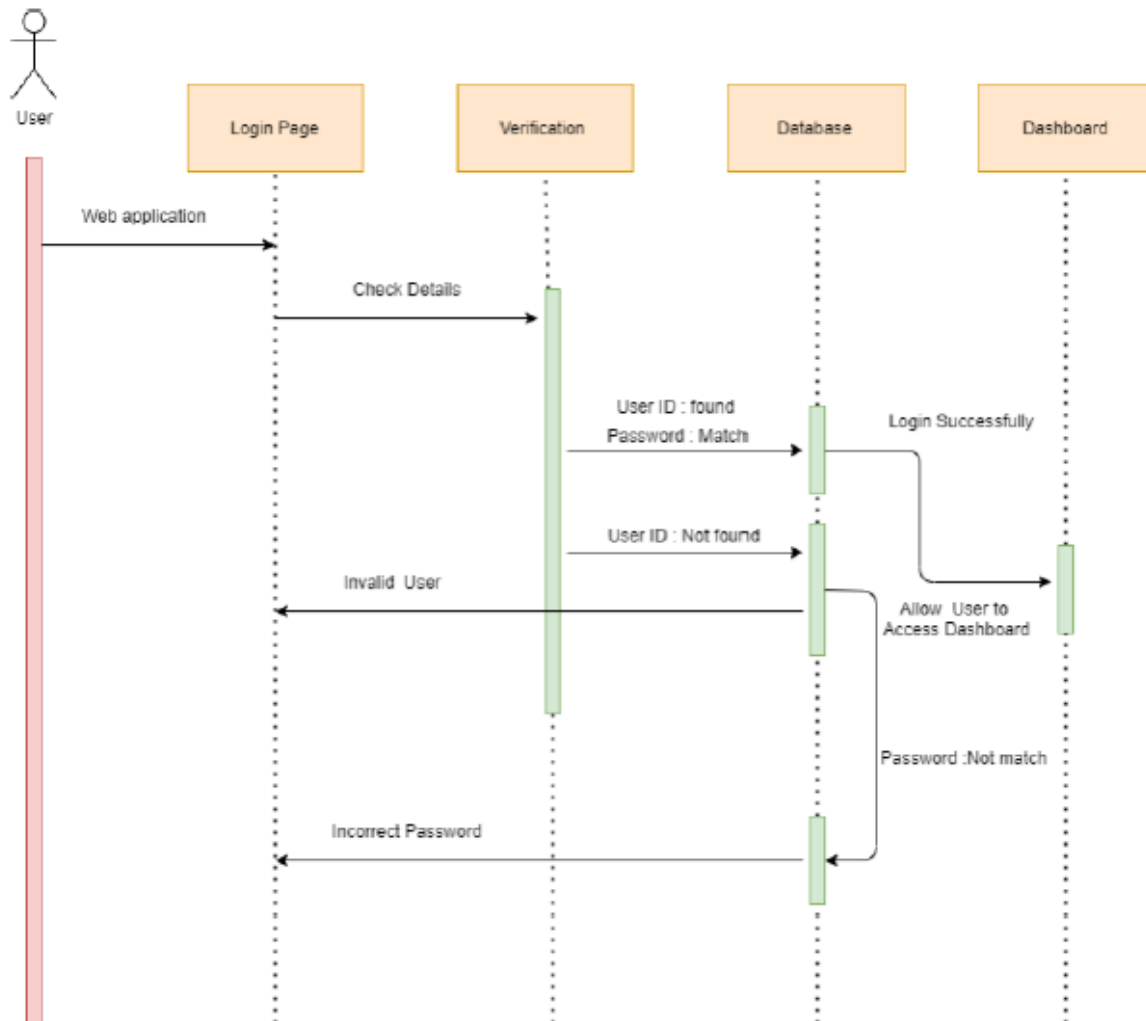 User
Login Page
Verification
Database
Dashboard
Web application
Check Details
User ID : found
Password : Match
Login Successfully
User ID : Not found
Invalid User
Allow User to
Access Dashboard
Password :Not match
Incorrect Password